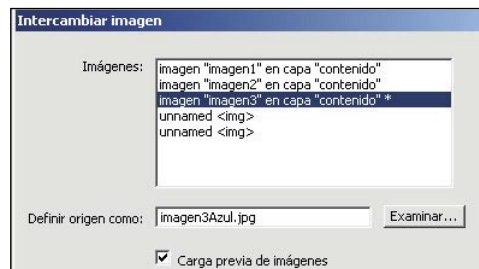 Intercambiar imagen
Imágenes:
imagen "imagen1" en capa "contenido"
imagen "imagen2" en capa "contenido"
imagen "imagen3" en capa "contenido" *
unnamed <img>
unnamed <img>
Definir origen como: imagen3Azul.jpg Examinar...
Carga previa de imágenes